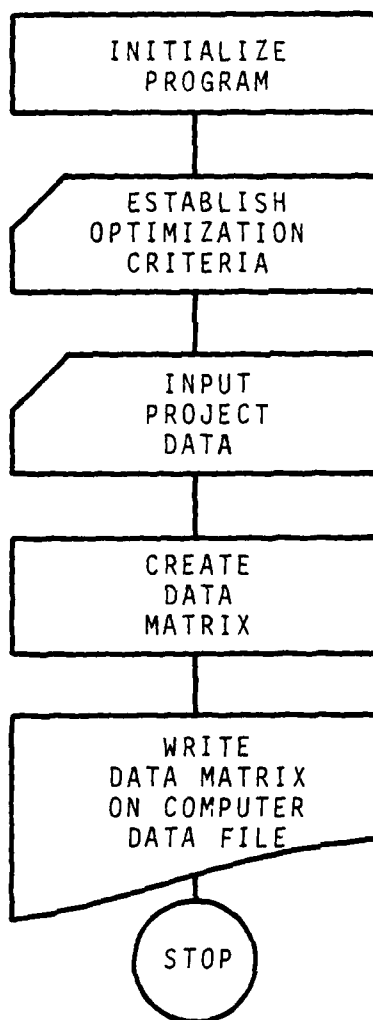 INITIALIZE
PROGRAM
ESTABLISH
OPTIMIZATION
CRITERIA
INPUT
PROJECT
DATA
CREATE
DATA
MATRIX
WRITE
DATA MATRIX
ON COMPUTER
DATA FILE
STOP